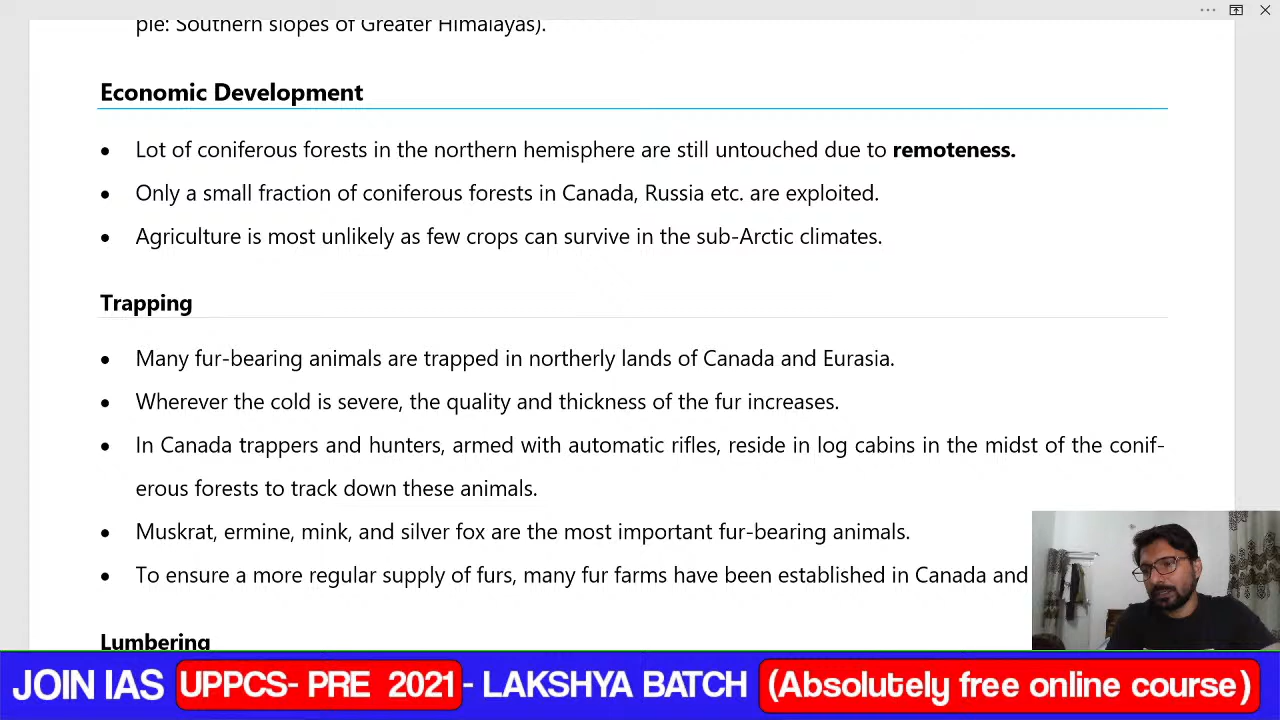 ple: Southern slopes of Greater Himalayas).
Economic Development
• Lot of coniferous forests in the northern hemisphere are still untouched due to remoteness.
• Only a small fraction of coniferous forests in Canada, Russia etc. are exploited.
• Agriculture is most unlikely as few crops can survive in the sub-Arctic climates.
Trapping
• Many fur-bearing animals are trapped in northerly lands of Canada and Eurasia.
• Wherever the cold is severe, the quality and thickness of the fur increases.
• In Canada trappers and hunters, armed with automatic rifles, reside in log cabins in the midst of the conif-
erous forests to track down these animals.
• Muskrat, ermine, mink, and silver fox are the most important fur-bearing animals.
• To ensure a more regular supply of furs, many fur farms have been established in Canada and
Lumbering
JOIN IAS UPPCS- PRE 2021 - LAKSHYA BATCH (Absolutely free online course)